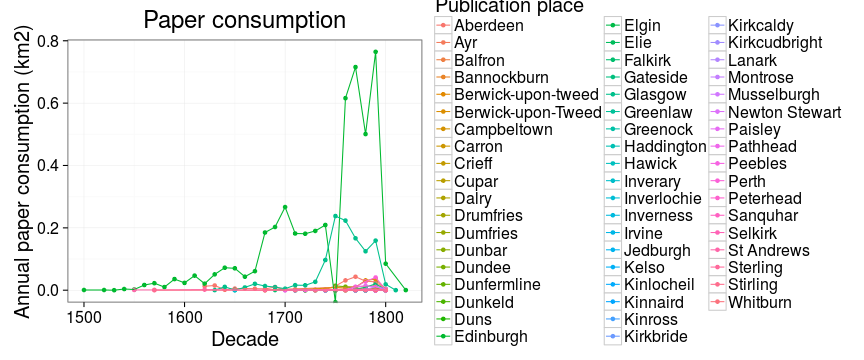 Paper consumption
Annual paper consumption (km2)
0.8
0.6
0.4
0.2
0.0
1500
1600
1700
1800
Decade
Publication place
Aberdeen
Ayr
Balfron
Bannockburn
Berwick-upon-tweed
Berwick-upon-Tweed
Campbeltown
Carron
Crieff
Cupar
Dalry
Drumfries
Dumfries
Dunbar
Dundee
Dunfermline
Dunkeld
Duns
Edinburgh
Elgin
Elie
Falkirk
Gateside
Glasgow
Greenlaw
Greenock
Haddington
Hawick
Inverary
Inverlochie
Inverness
Irvine
Jedburgh
Kelso
Kinlocheil
Kinnaird
Kinross
Kirkbride
Kirkcaldy
Kirkcudbright
Lanark
Montrose
Musselburgh
Newton Stewart
Paisley
Pathhead
Peebles
Perth
Peterhead
Sanquhar
Selkirk
St Andrews
Sterling
Stirling
Whitburn